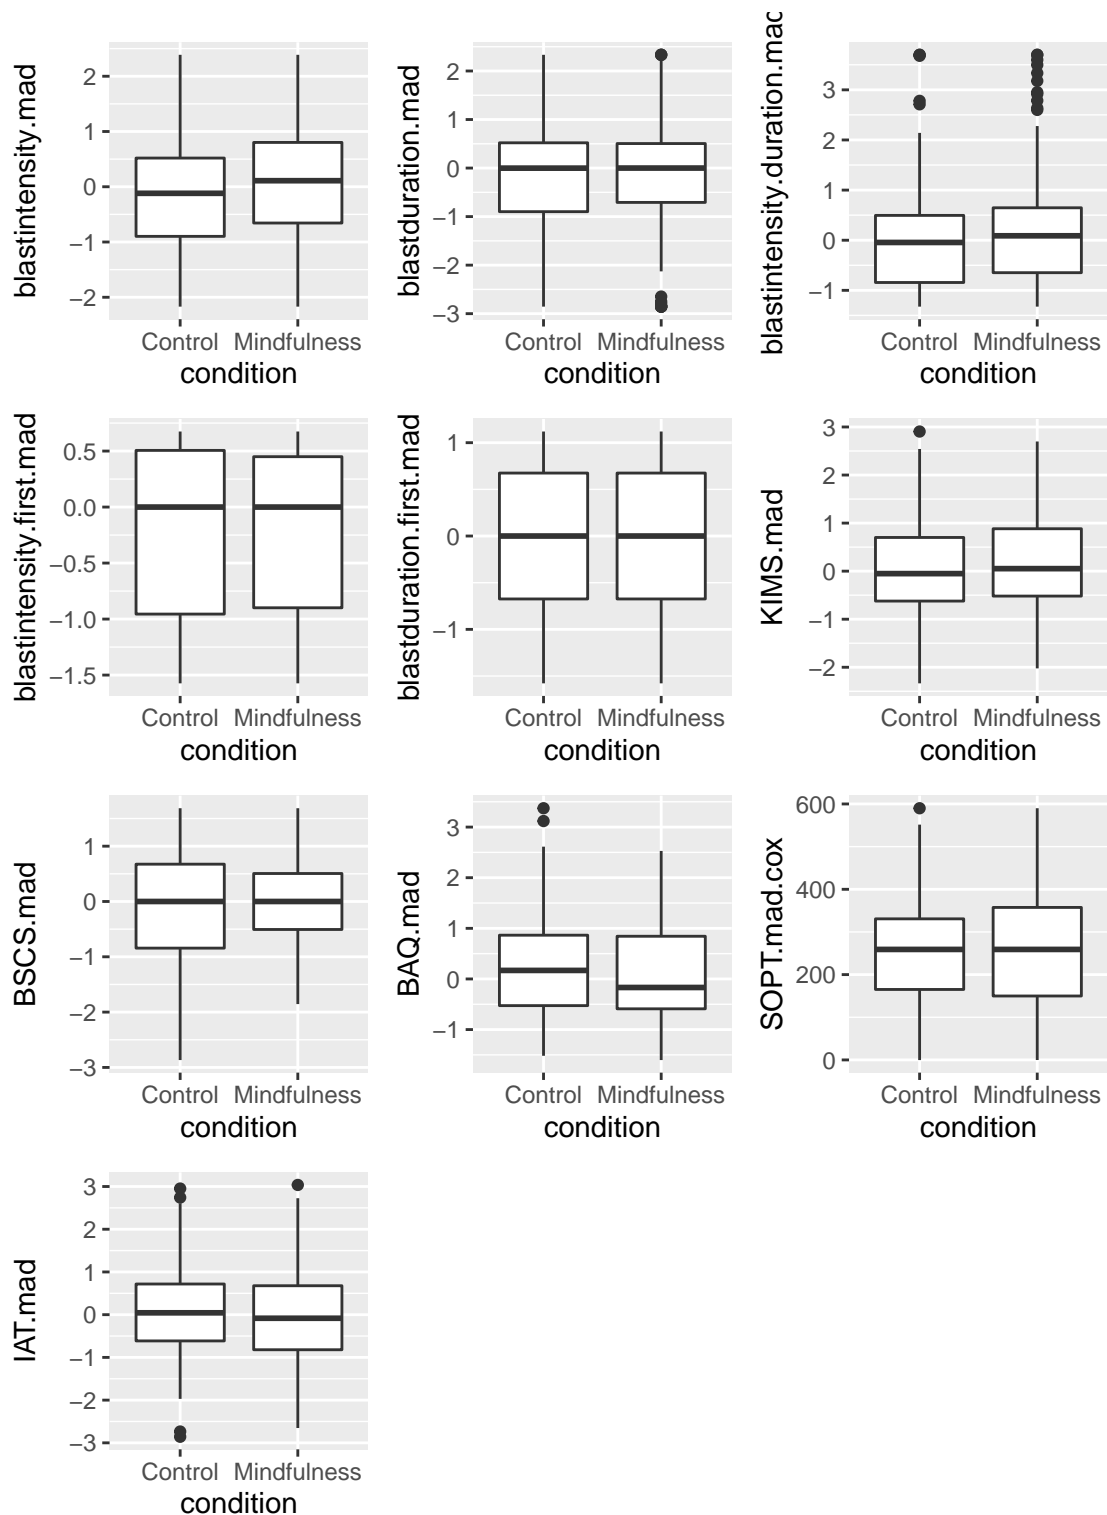 blastintensity.mad
2
1
0
−1
−2
Control Mindfulness
condition
blastduration.mad
2
1
0
−1
−2
−3
Control Mindfulness
condition
blastintensity.duration.mad
3
2
1
0
−1
Control Mindfulness
condition
blastintensity.first.mad
0.5
0.0
−0.5
−1.0
−1.5
Control Mindfulness
condition
blastduration.first.mad
1
0
−1
Control Mindfulness
condition
KIMS.mad
3
2
1
0
−1
−2
Control Mindfulness
condition
BSCS.mad
1
0
−1
−2
−3
Control Mindfulness
condition
BAQ.mad
3
2
1
0
−1
Control Mindfulness
condition
SOPT.mad.cox
600
400
200
0
Control Mindfulness
condition
IAT.mad
3
2
1
0
−1
−2
−3
Control Mindfulness
condition